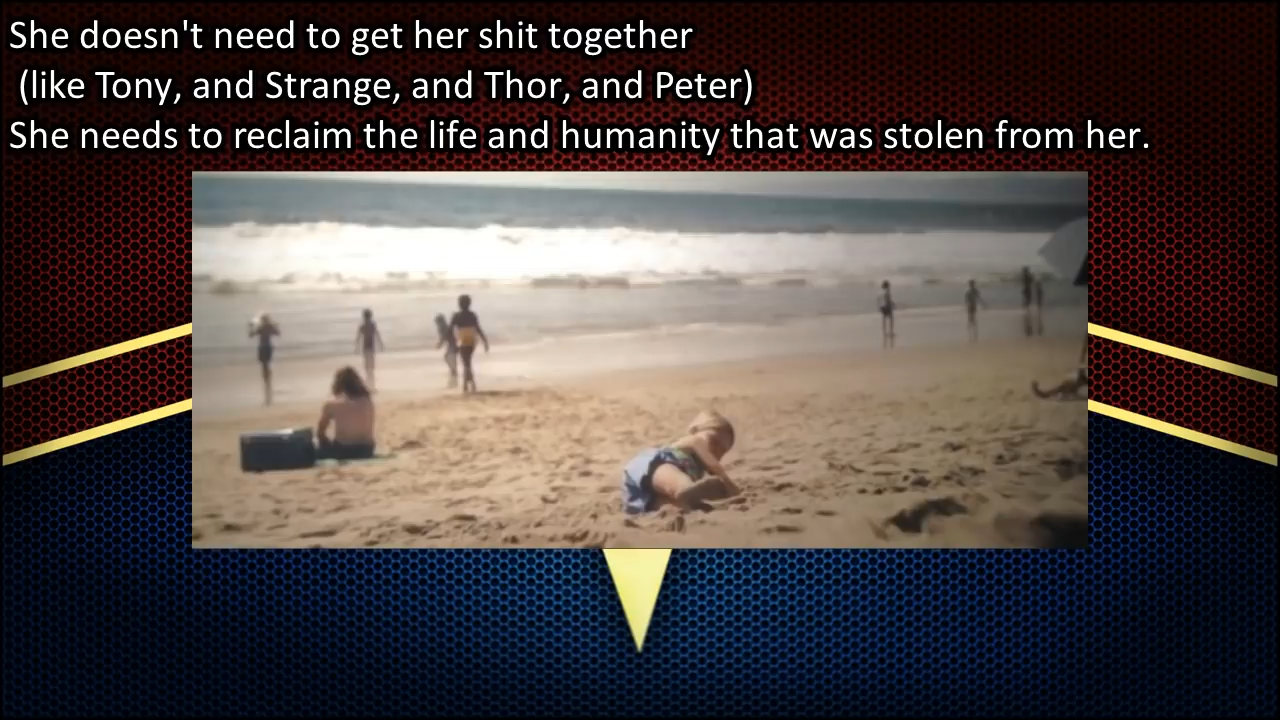 She doesn't need to get her shit together
(like Tony, and Strange, and Thor, and Peter)
She needs to reclaim the life and humanity that was stolen from her.